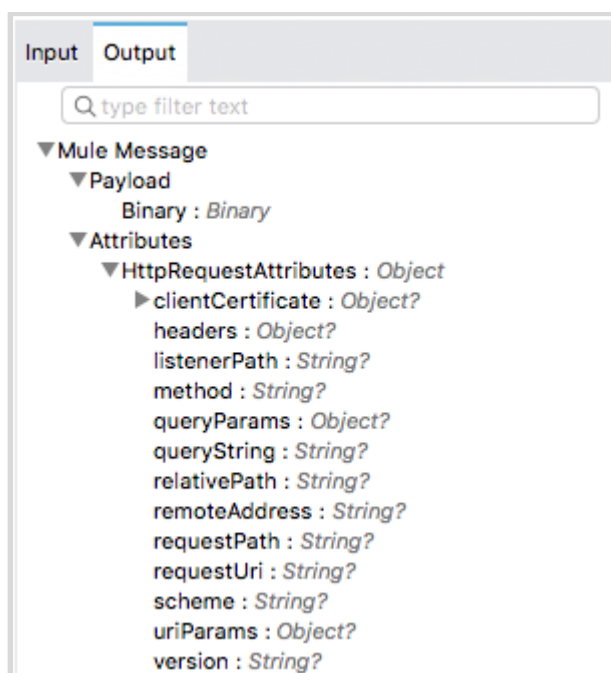 Input Output
type filter text
Mule Message
Payload
Binary : Binary
Attributes
HttpRequestAttributes : Object
clientCertificate : Object?
headers : Object?
listenerPath : String?
method : String?
queryParams : Object?
queryString : String?
relativePath : String?
remoteAddress : String?
requestPath : String?
requestUri : String?
scheme : String?
uriParams : Object?
version : String?